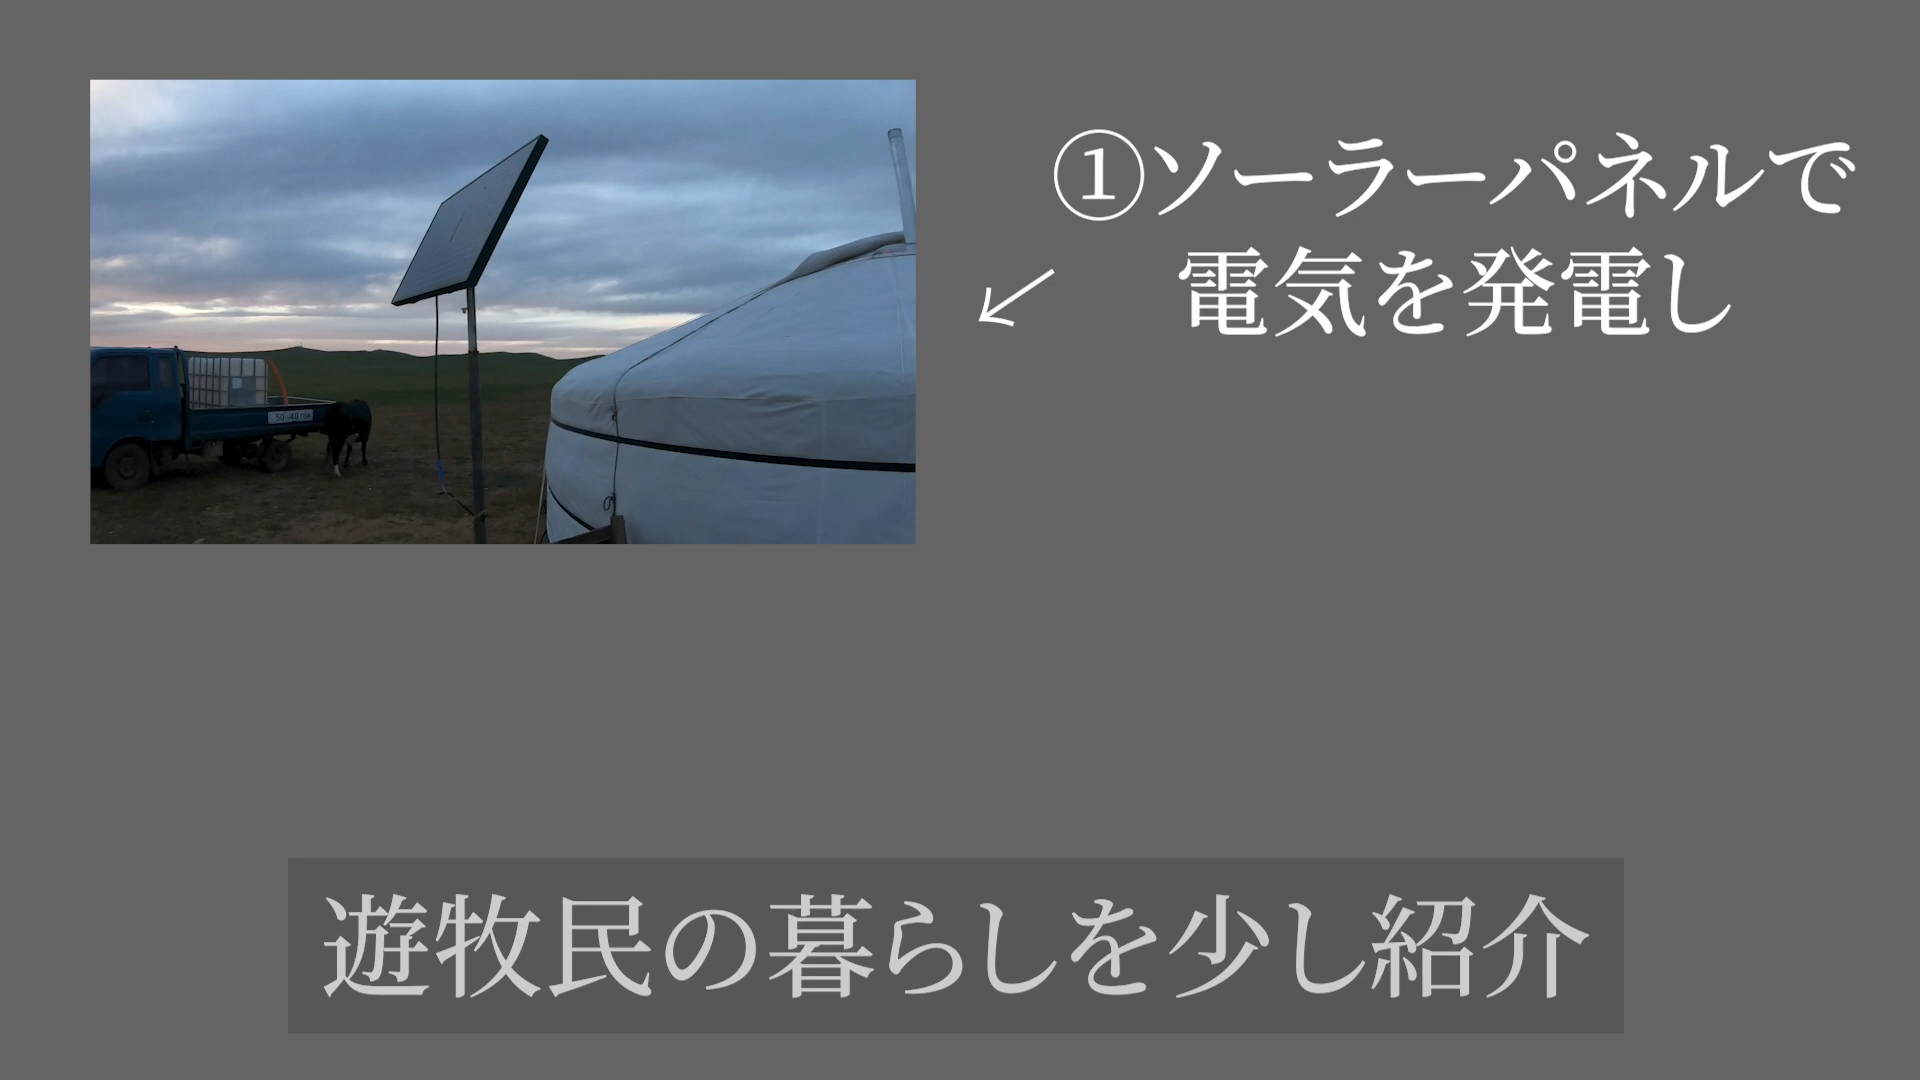 ①ソーラーパネルで
電気を発電し
遊牧民の暮らしを少し紹介